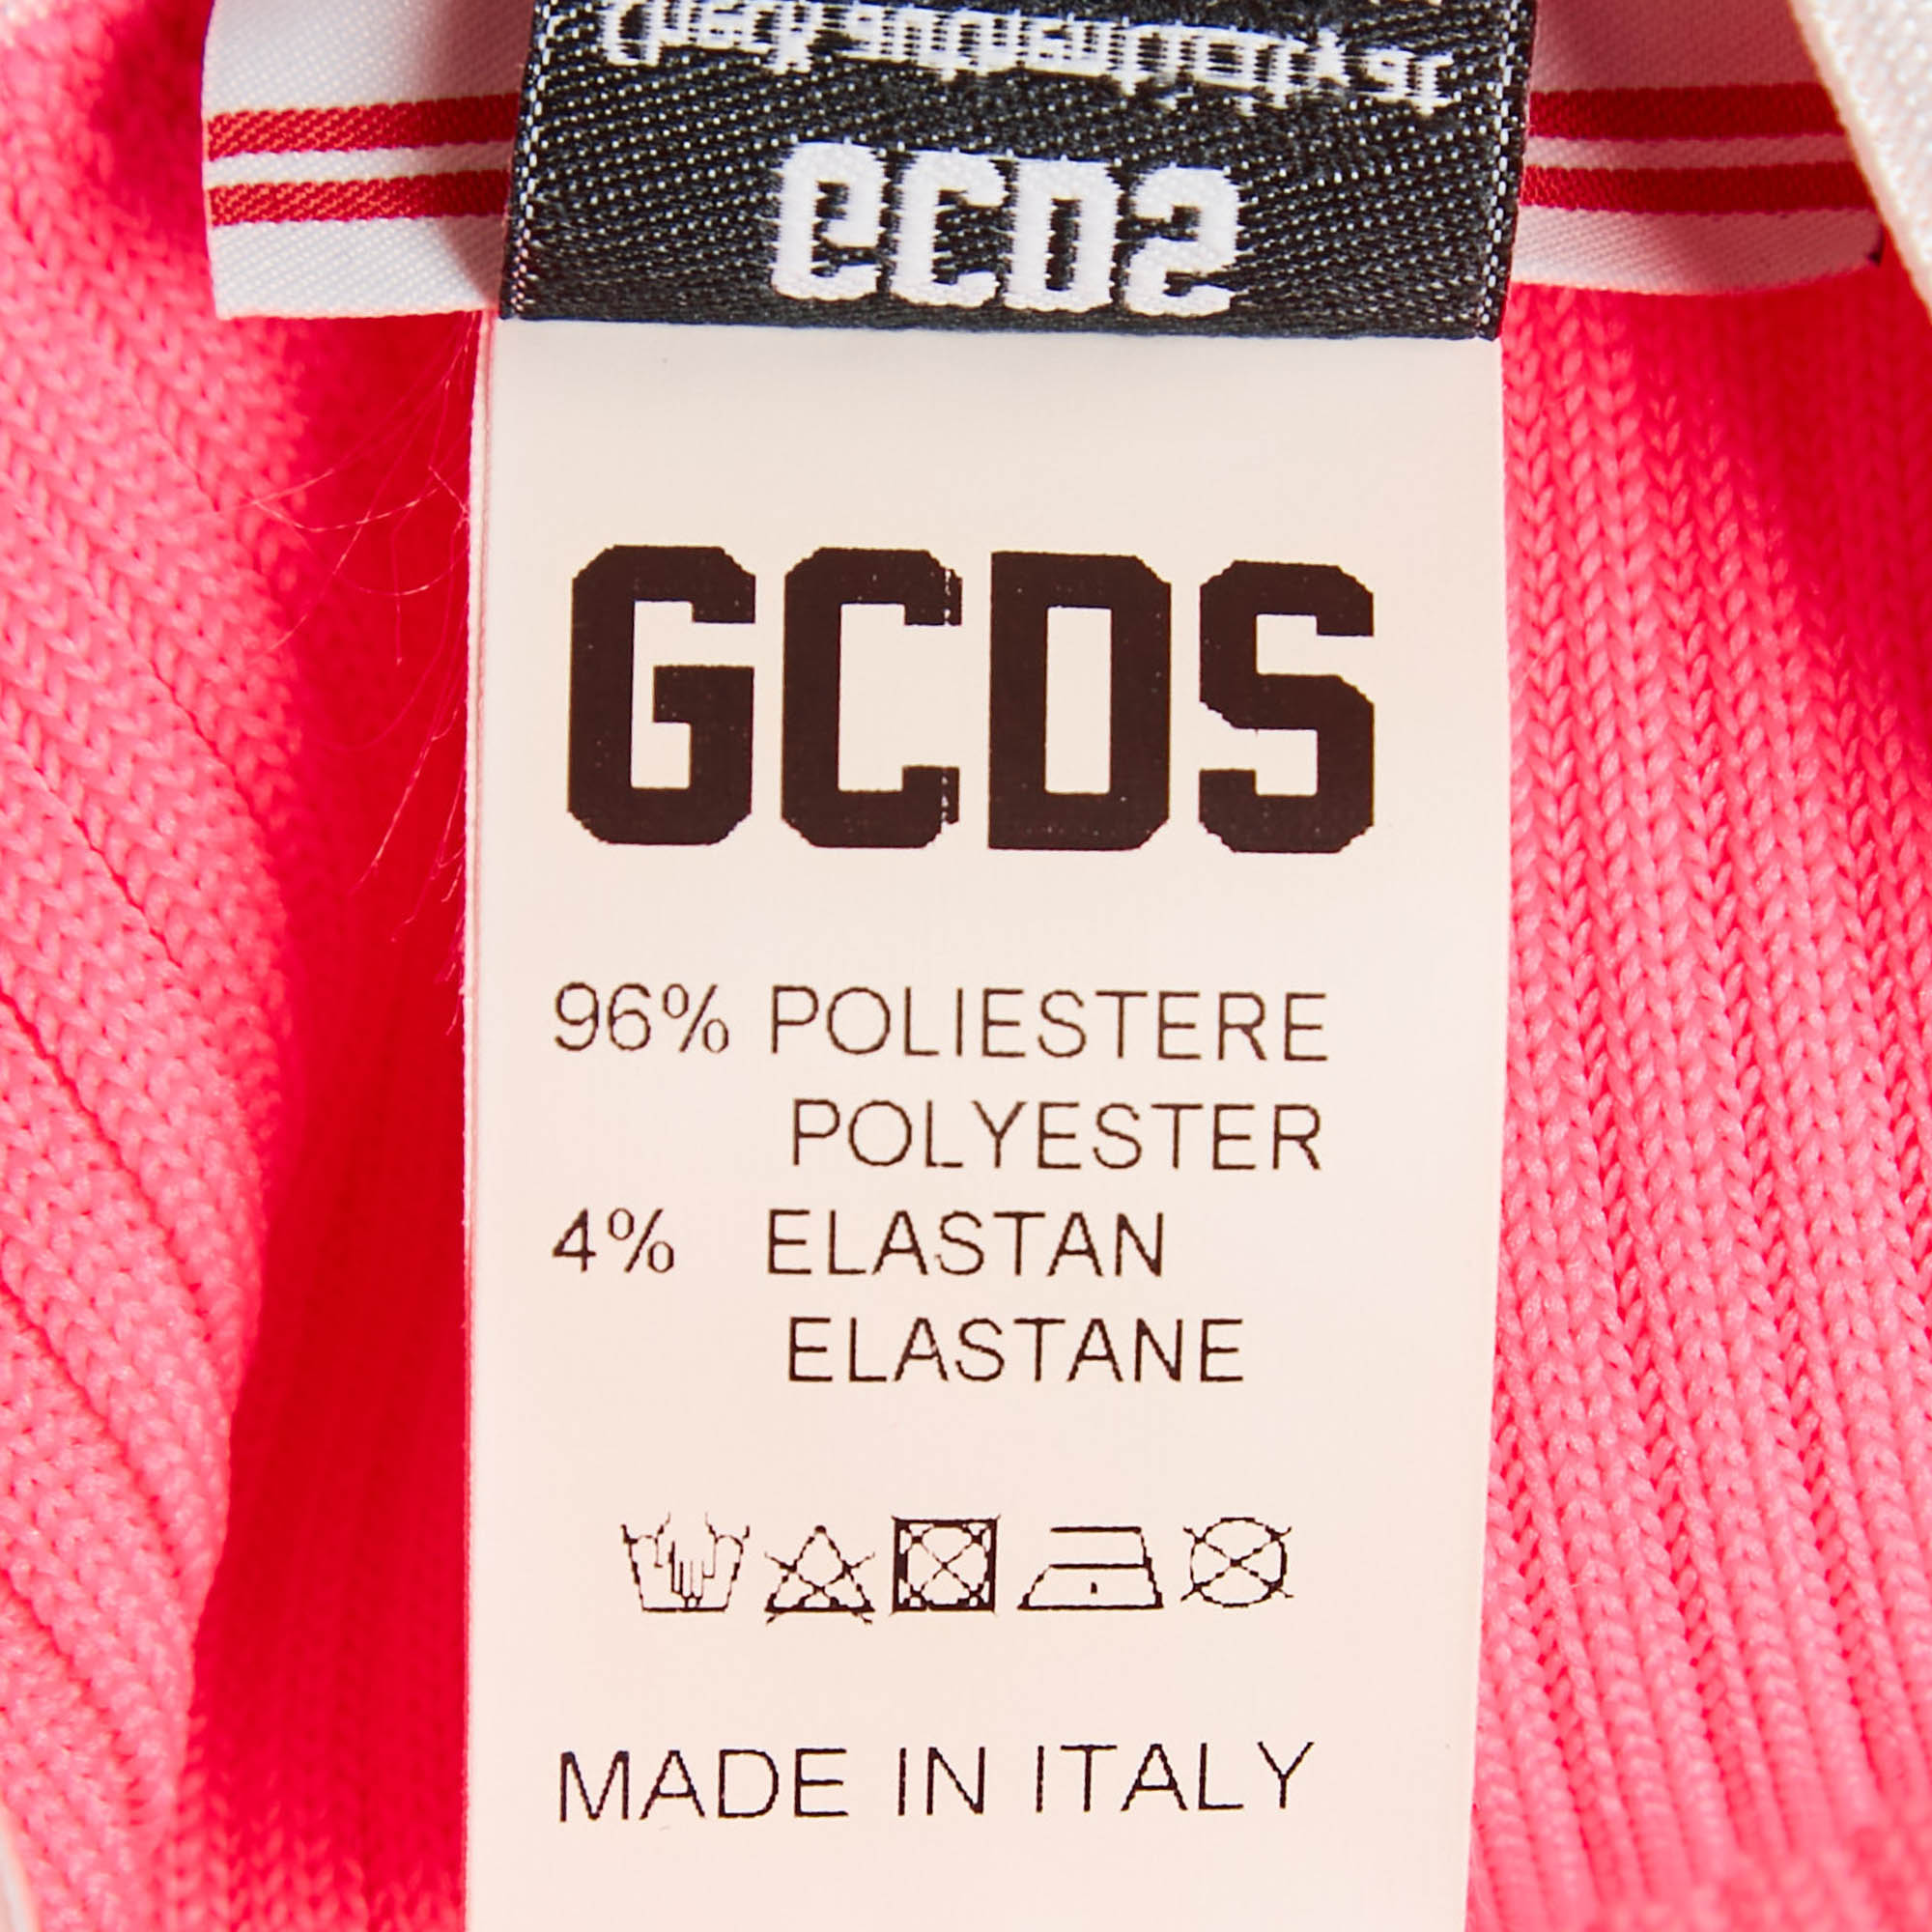 GCDS
GCDS
96% POLIESTERE
POLYESTER
4% ELASTAN
ELASTANE
MADE IN ITALY